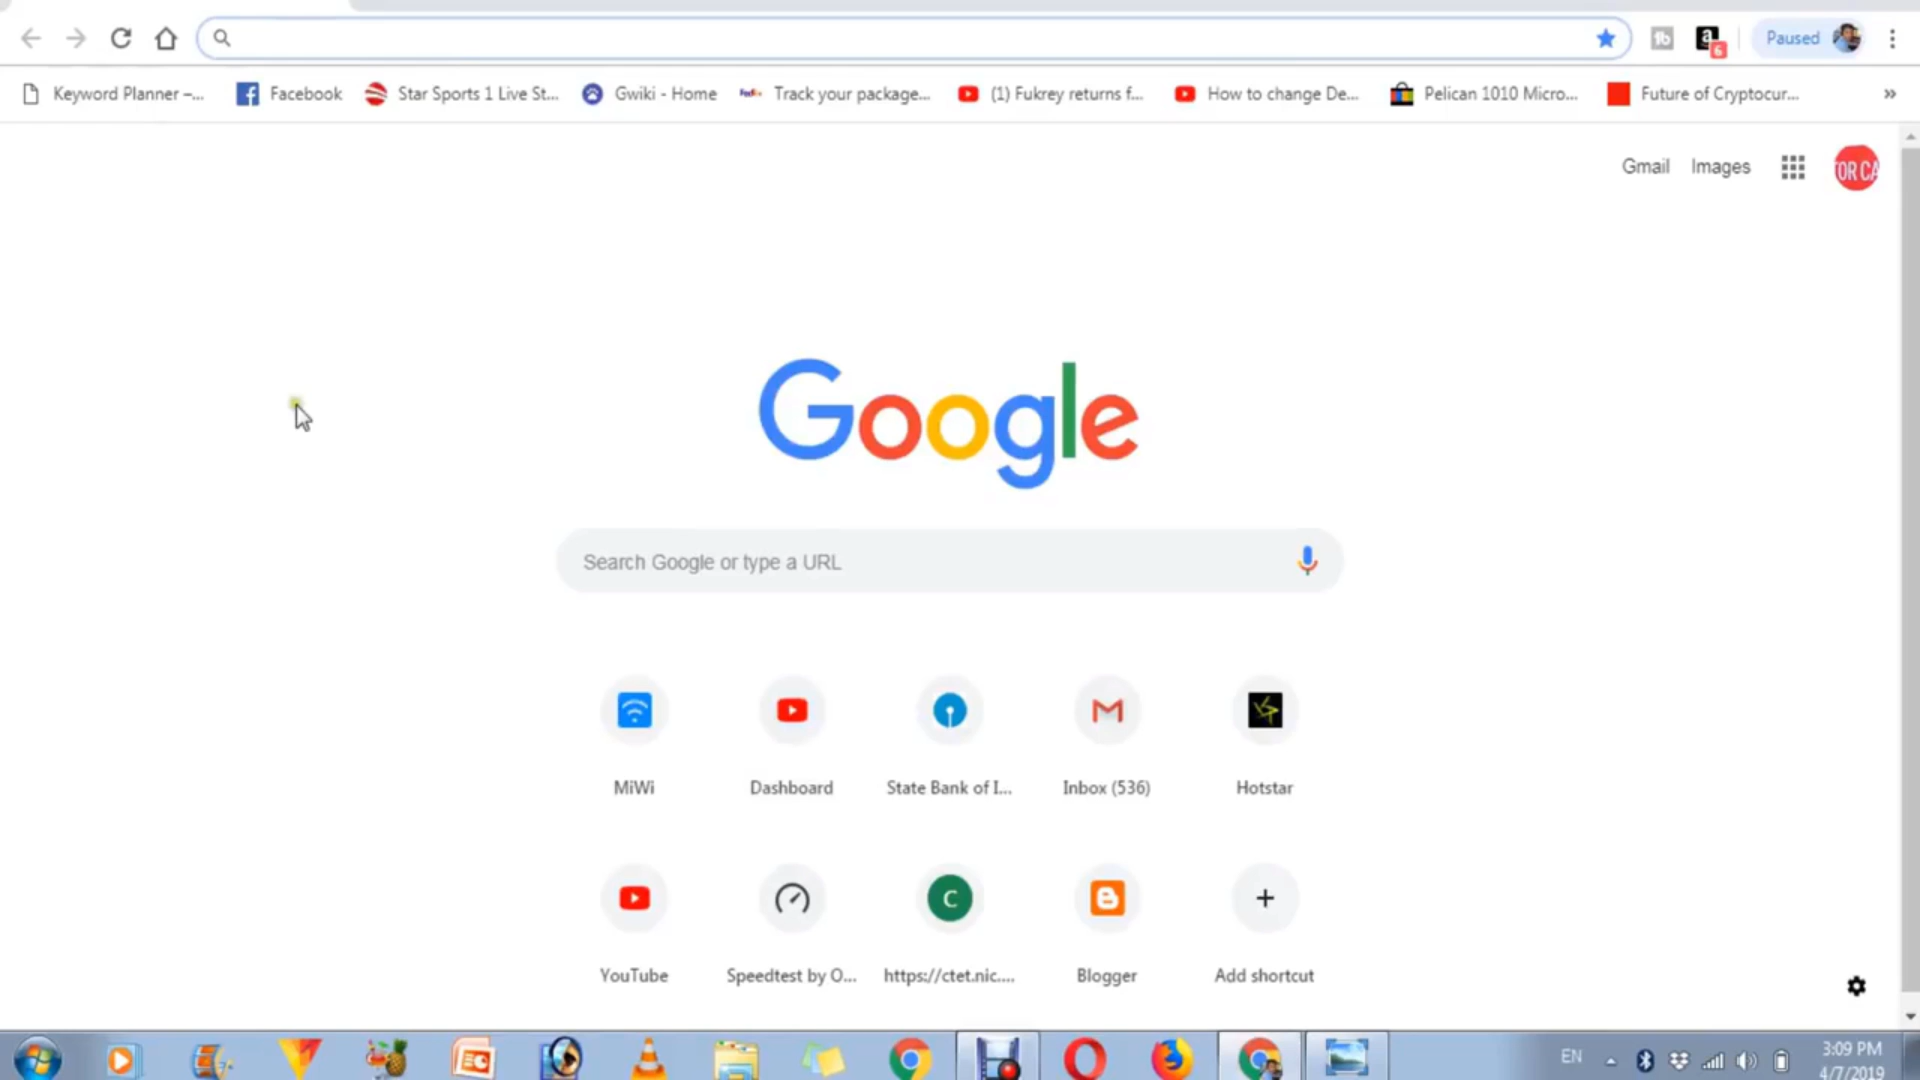 Paused
Keyword Planner –...
Facebook
Star Sports 1 Live St...
Gwiki - Home
FedEx
Track your package...
(1) Fukrey returns f...
How to change De...
Pelican 1010 Micro...
Future of Cryptocur...
»
Gmail
Images
OR CA
Google
Search Google or type a URL
MiWi
Dashboard
State Bank of I...
Inbox (536)
Hotstar
YouTube
Speedtest by O...
C
https://ctet.nic....
Blogger
Add shortcut
EN
3:09 PM
4/7/2019